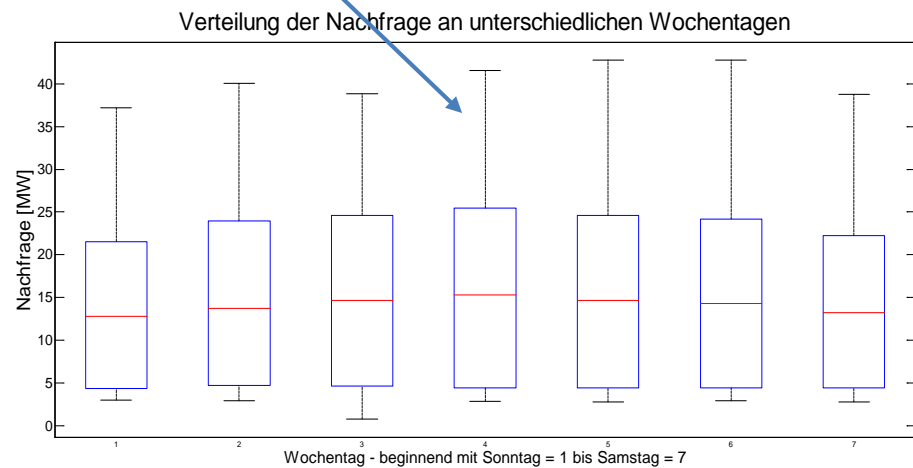 Verteilung der Nachfrage an unterschiedlichen Wochentagen
Nachfrage [MW]
40
35
30
25
20
15
10
5
0
1 2 3 4 5 6 7
Wochentag - beginnend mit Sonntag = 1 bis Samstag = 7